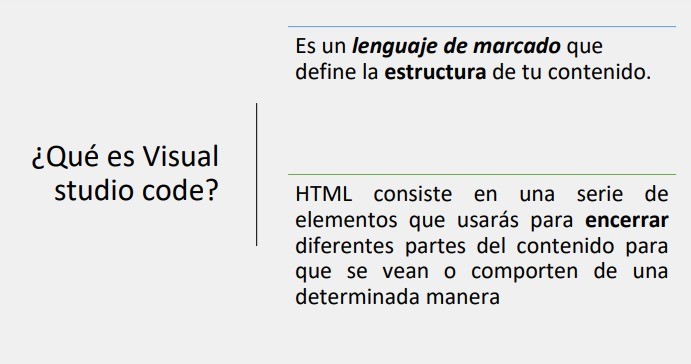 ¿Qué es Visual
studio code?
Es un lenguaje de marcado que
define la estructura de tu contenido.
HTML consiste en una serie de
elementos que usarás para encerrar
diferentes partes del contenido para
que se vean o comporten de una
determinada manera